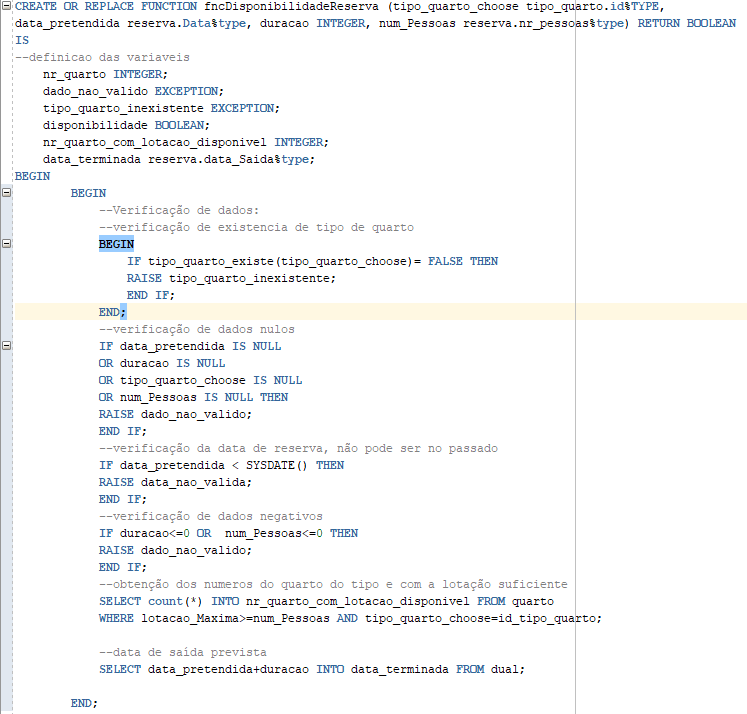 CREATE OR REPLACE FUNCTION fncDisponibilidadeReserva (tipo_quarto_choose tipo_quarto.id%TYPE,
data_pretendida reserva.Data%type, duracao INTEGER, num_Pessoas reserva.nr_pessoas%type) RETURN BOOLEAN
IS
--definicao das variaveis
    nr_quarto INTEGER;
    dado_nao_valido EXCEPTION;
    tipo_quarto_inexistente EXCEPTION;
    disponibilidade BOOLEAN;
    nr_quarto_com_lotacao_disponivel INTEGER;
    data_terminada reserva.data_Saida%type;
BEGIN
        BEGIN
            --Verificação de dados:
            --verificação de existencia de tipo de quarto
            BEGIN
                IF tipo_quarto_existe(tipo_quarto_choose)= FALSE THEN
                RAISE tipo_quarto_inexistente;
                END IF;
            END;
            --verificação de dados nulos
            IF data_pretendida IS NULL
            OR duracao IS NULL
            OR tipo_quarto_choose IS NULL
            OR num_Pessoas IS NULL THEN
            RAISE dado_nao_valido;
            END IF;
            --verificação da data de reserva, não pode ser no passado
            IF data_pretendida < SYSDATE() THEN
            RAISE data_nao_valida;
            END IF;
            --verificação de dados negativos
            IF duracao<=0 OR  num_Pessoas<=0 THEN
            RAISE dado_nao_valido;
            END IF;
            --obtenção dos numeros do quarto do tipo e com a lotação suficiente
            SELECT count(*) INTO nr_quarto_com_lotacao_disponivel FROM quarto
            WHERE lotacao_Maxima>=num_Pessoas AND tipo_quarto_choose=id_tipo_quarto;
            --data de saída prevista
            SELECT data_pretendida+duracao INTO data_terminada FROM dual;
        END;